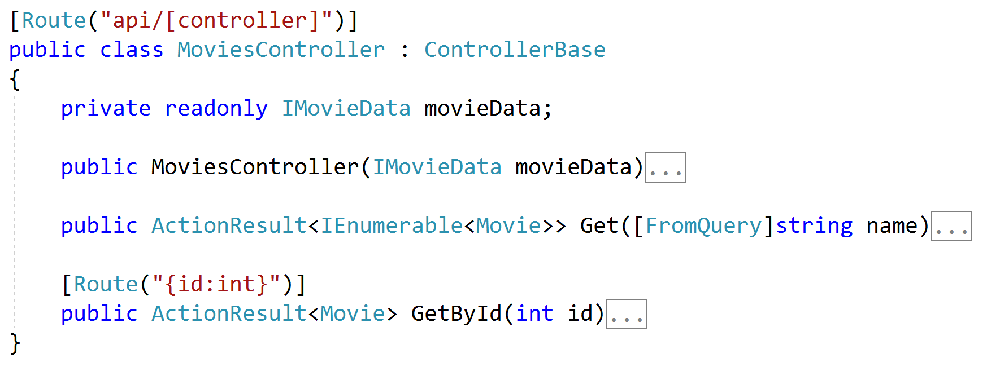 [Route("api/[controller]")]
public class MoviesController : ControllerBase
{
    private readonly IMovieData movieData;
    public MoviesController(IMovieData movieData)...
    public ActionResult<IEnumerable<Movie>> Get([FromQuery]string name)...
    [Route("{id:int}")]
    public ActionResult<Movie> GetById(int id)...
}